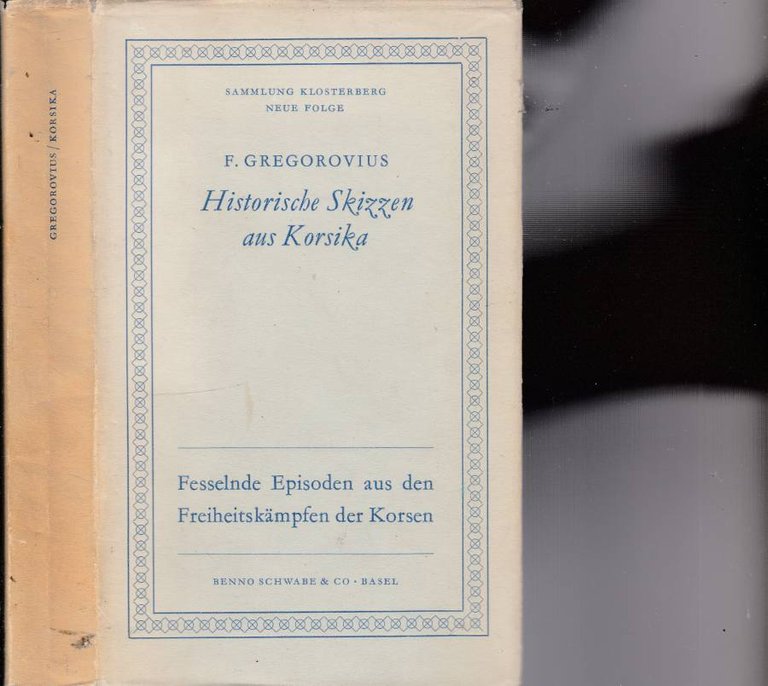 GREGOROVIUS / KORSIKA
SAMMLUNG KLOSTERBERG
NEUE FOLGE
F. GREGOROVIUS
Historische Skizzen
aus Korsika
Fesselnde Episoden aus den
Freiheitskämpfen der Korsen
BENNO SCHWABE & CO · BASEL